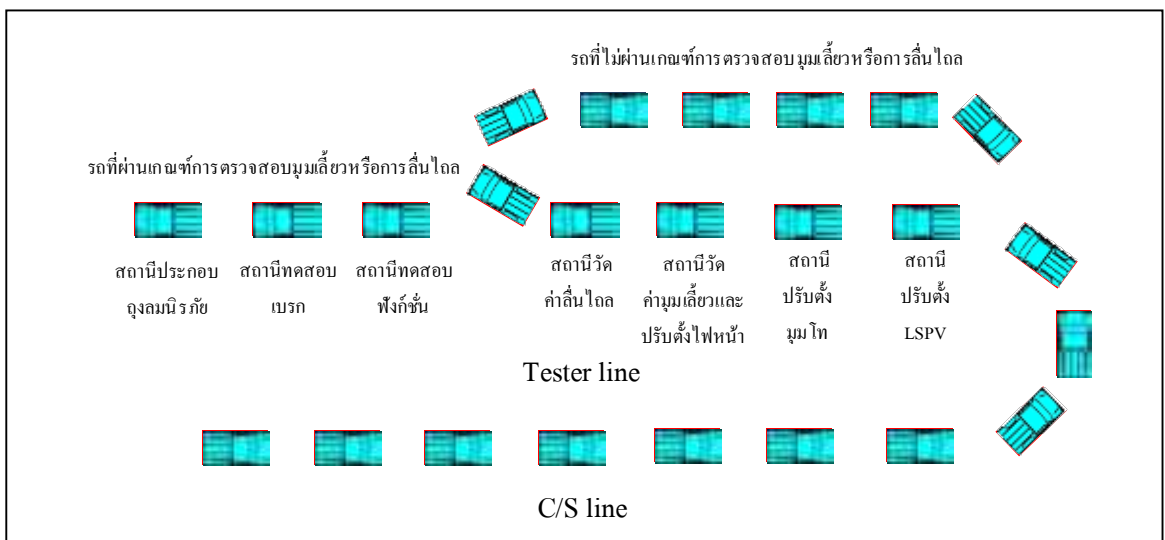 รถที่ไม่ผ่านเกณฑ์การตรวจสอบมุมเลี้ยวหรือการลื่นไถล
รถที่ผ่านเกณฑ์การตรวจสอบมุมเลี้ยวหรือการลื่นไถล
สถานีประกอบ
ถุงลมนิรภัย
สถานีทดสอบ
เบรก
สถานีทดสอบ
ฟังก์ชั่น
สถานีวัด
ค่าลื่นไถล
สถานีวัด
ค่ามุมเลี้ยวและ
ปรับตั้งไฟหน้า
สถานี
ปรับตั้ง
มุมโท
สถานี
ปรับตั้ง
LSPV
Tester line
C/S line